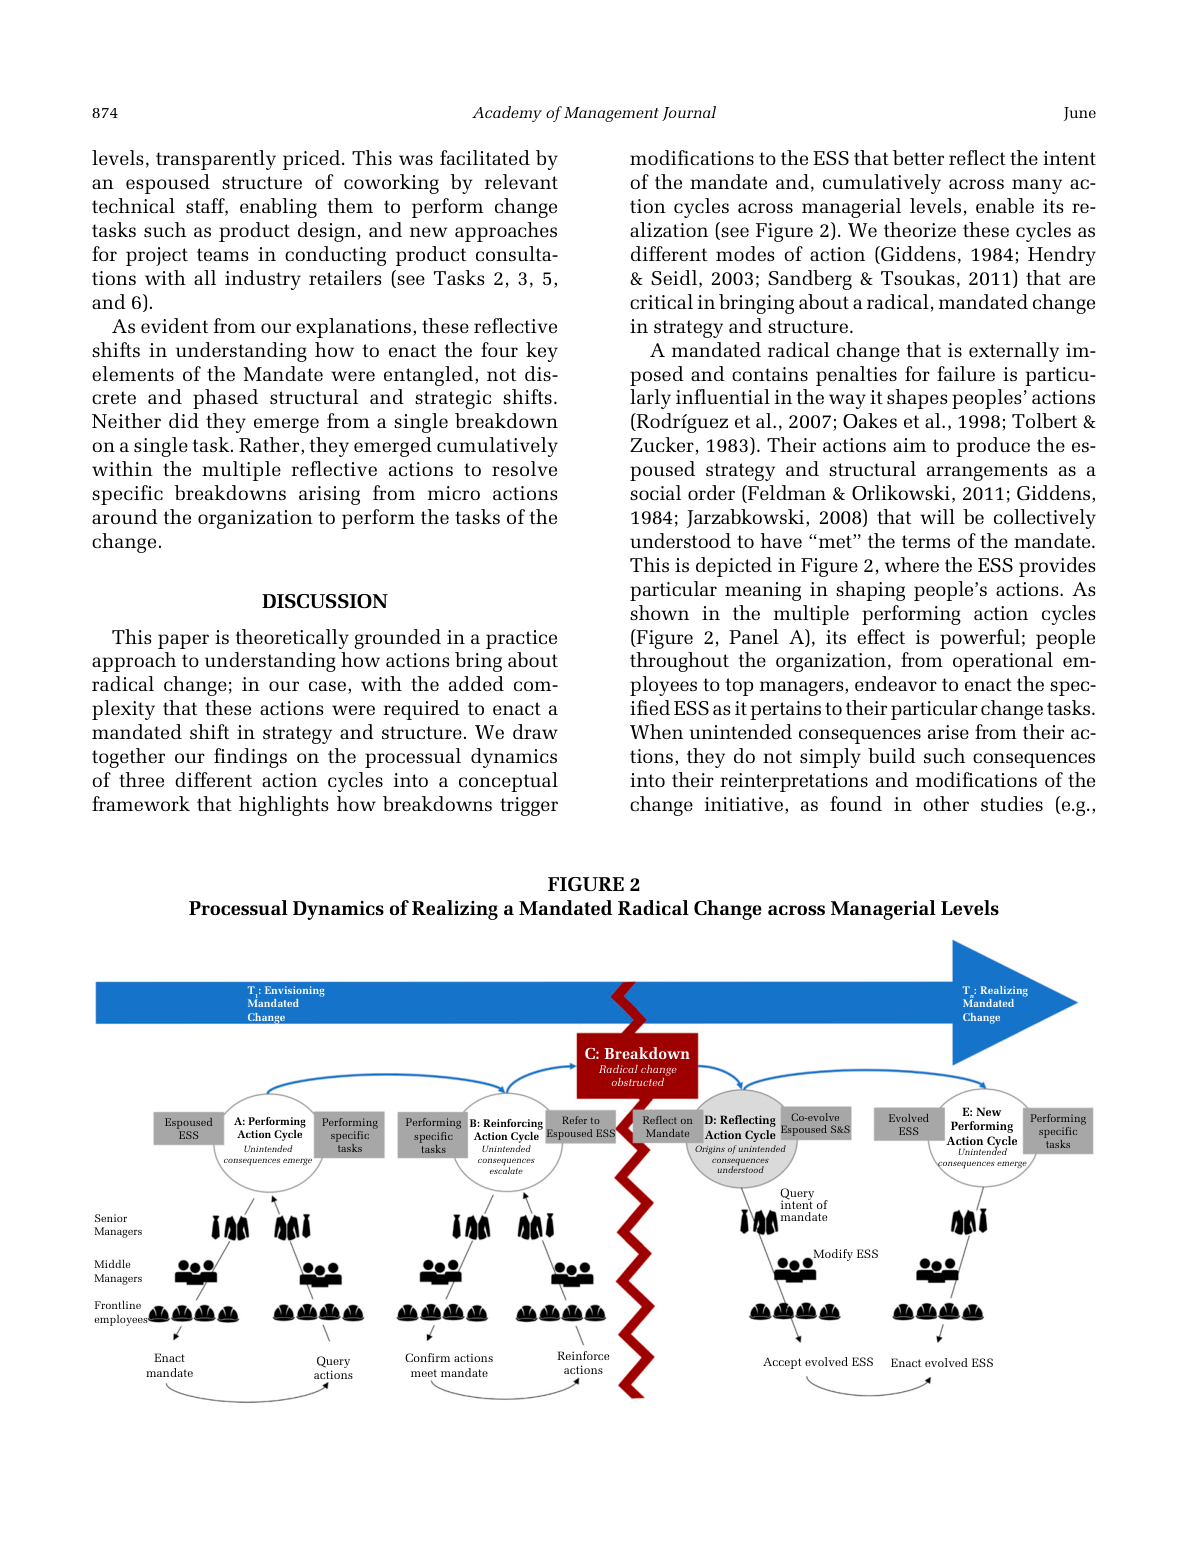 874
Academy of Management Journal
June
levels, transparently priced. This was facilitated by
an espoused structure of coworking by relevant
technical staff, enabling them to perform change
tasks such as product design, and new approaches
for project teams in conducting product consulta-
tions with all industry retailers (see Tasks 2, 3, 5,
and 6).
As evident from our explanations, these reflective
shifts in understanding how to enact the four key
elements of the Mandate were entangled, not dis-
crete and phased structural and strategic shifts.
Neither did they emerge from a single breakdown
on a single task. Rather, they emerged cumulatively
within the multiple reflective actions to resolve
specific breakdowns arising from micro actions
around the organization to perform the tasks of the
change.
DISCUSSION
This paper is theoretically grounded in a practice
approach to understanding how actions bring about
radical change; in our case, with the added com-
plexity that these actions were required to enact a
mandated shift in strategy and structure. We draw
together our findings on the processual dynamics
of three different action cycles into a conceptual
framework that highlights how breakdowns trigger
modifications to the ESS that better reflect the intent
of the mandate and, cumulatively across many ac-
tion cycles across managerial levels, enable its re-
alization (see Figure 2). We theorize these cycles as
different modes of action (Giddens, 1984; Hendry
& Seidl, 2003; Sandberg & Tsoukas, 2011) that are
critical in bringing about a radical, mandated change
in strategy and structure.
A mandated radical change that is externally im-
posed and contains penalties for failure is particu-
larly influential in the way it shapes peoples’ actions
(Rodríguez et al., 2007; Oakes et al., 1998; Tolbert &
Zucker, 1983). Their actions aim to produce the es-
poused strategy and structural arrangements as a
social order (Feldman & Orlikowski, 2011; Giddens,
1984; Jarzabkowski, 2008) that will be collectively
understood to have “met” the terms of the mandate.
This is depicted in Figure 2, where the ESS provides
particular meaning in shaping people’s actions. As
shown in the multiple performing action cycles
(Figure 2, Panel A), its effect is powerful; people
throughout the organization, from operational em-
ployees to top managers, endeavor to enact the spec-
ified ESS as it pertains to their particular change tasks.
When unintended consequences arise from their ac-
tions, they do not simply build such consequences
into their reinterpretations and modifications of the
change initiative, as found in other studies (e.g.,
FIGURE 2
Processual Dynamics of Realizing a Mandated Radical Change across Managerial Levels
T1: Envisioning
Mandated
Change
Tn: Realizing
Mandated
Change
C: Breakdown
Radical change
obstructed
Espoused
ESS
A: Performing
Action Cycle
Unintended
consequences emerge
Performing
specific
tasks
Performing
specific
tasks
B: Reinforcing
Action Cycle
Unintended
consequences
escalate
Refer to
Espoused ESS
Reflect on
Mandate
D: Reflecting
Action Cycle
Origins of unintended
consequences
understood
Co-evolve
Espoused S&S
Evolved
ESS
E: New
Performing
Action Cycle
Unintended
consequences emerge
Performing
specific
tasks
Senior
Managers
Middle
Managers
Frontline
employees
Query
intent of
mandate
Modify ESS
Enact
mandate
Query
actions
Confirm actions
meet mandate
Reinforce
actions
Accept evolved ESS
Enact evolved ESS